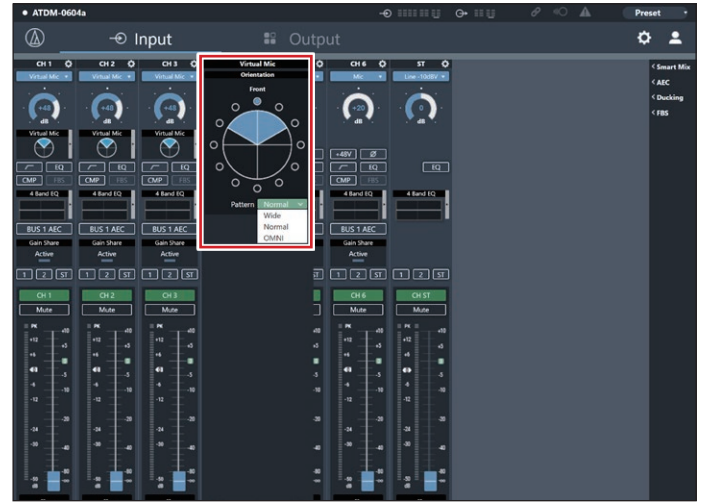 ATDM-0604a
Preset
Input
Output
CH 1 CH 2 CH 3 Virtual Mic CH 6 ST
Virtual Mic Virtual Mic Virtual Mic Orientation Mic Line -10dBV
Front
+48 +48 +48 +20 0
dB dB dB dB dB
Virtual Mic Virtual Mic Virtual Mic
+48V Ø
EQ EQ EQ EQ EQ
CMP FBS CMP FBS CMP FBS CMP FBS
4 Band EQ 4 Band EQ 4 Band EQ 4 Band EQ 4 Band EQ
Pattern Normal
Wide
Normal
OMNI
BUS 1 AEC BUS 1 AEC BUS 1 AEC BUS 1 AEC
Gain Share Gain Share Gain Share Gain Share
Active Active Active Active
1 2 ST 1 2 ST 1 2 ST ST 1 2 ST 1 2 ST
CH 1 CH 2 CH 3 CH 6 CH ST
Mute Mute Mute Mute Mute
< Smart Mix
< AEC
< Ducking
< FBS